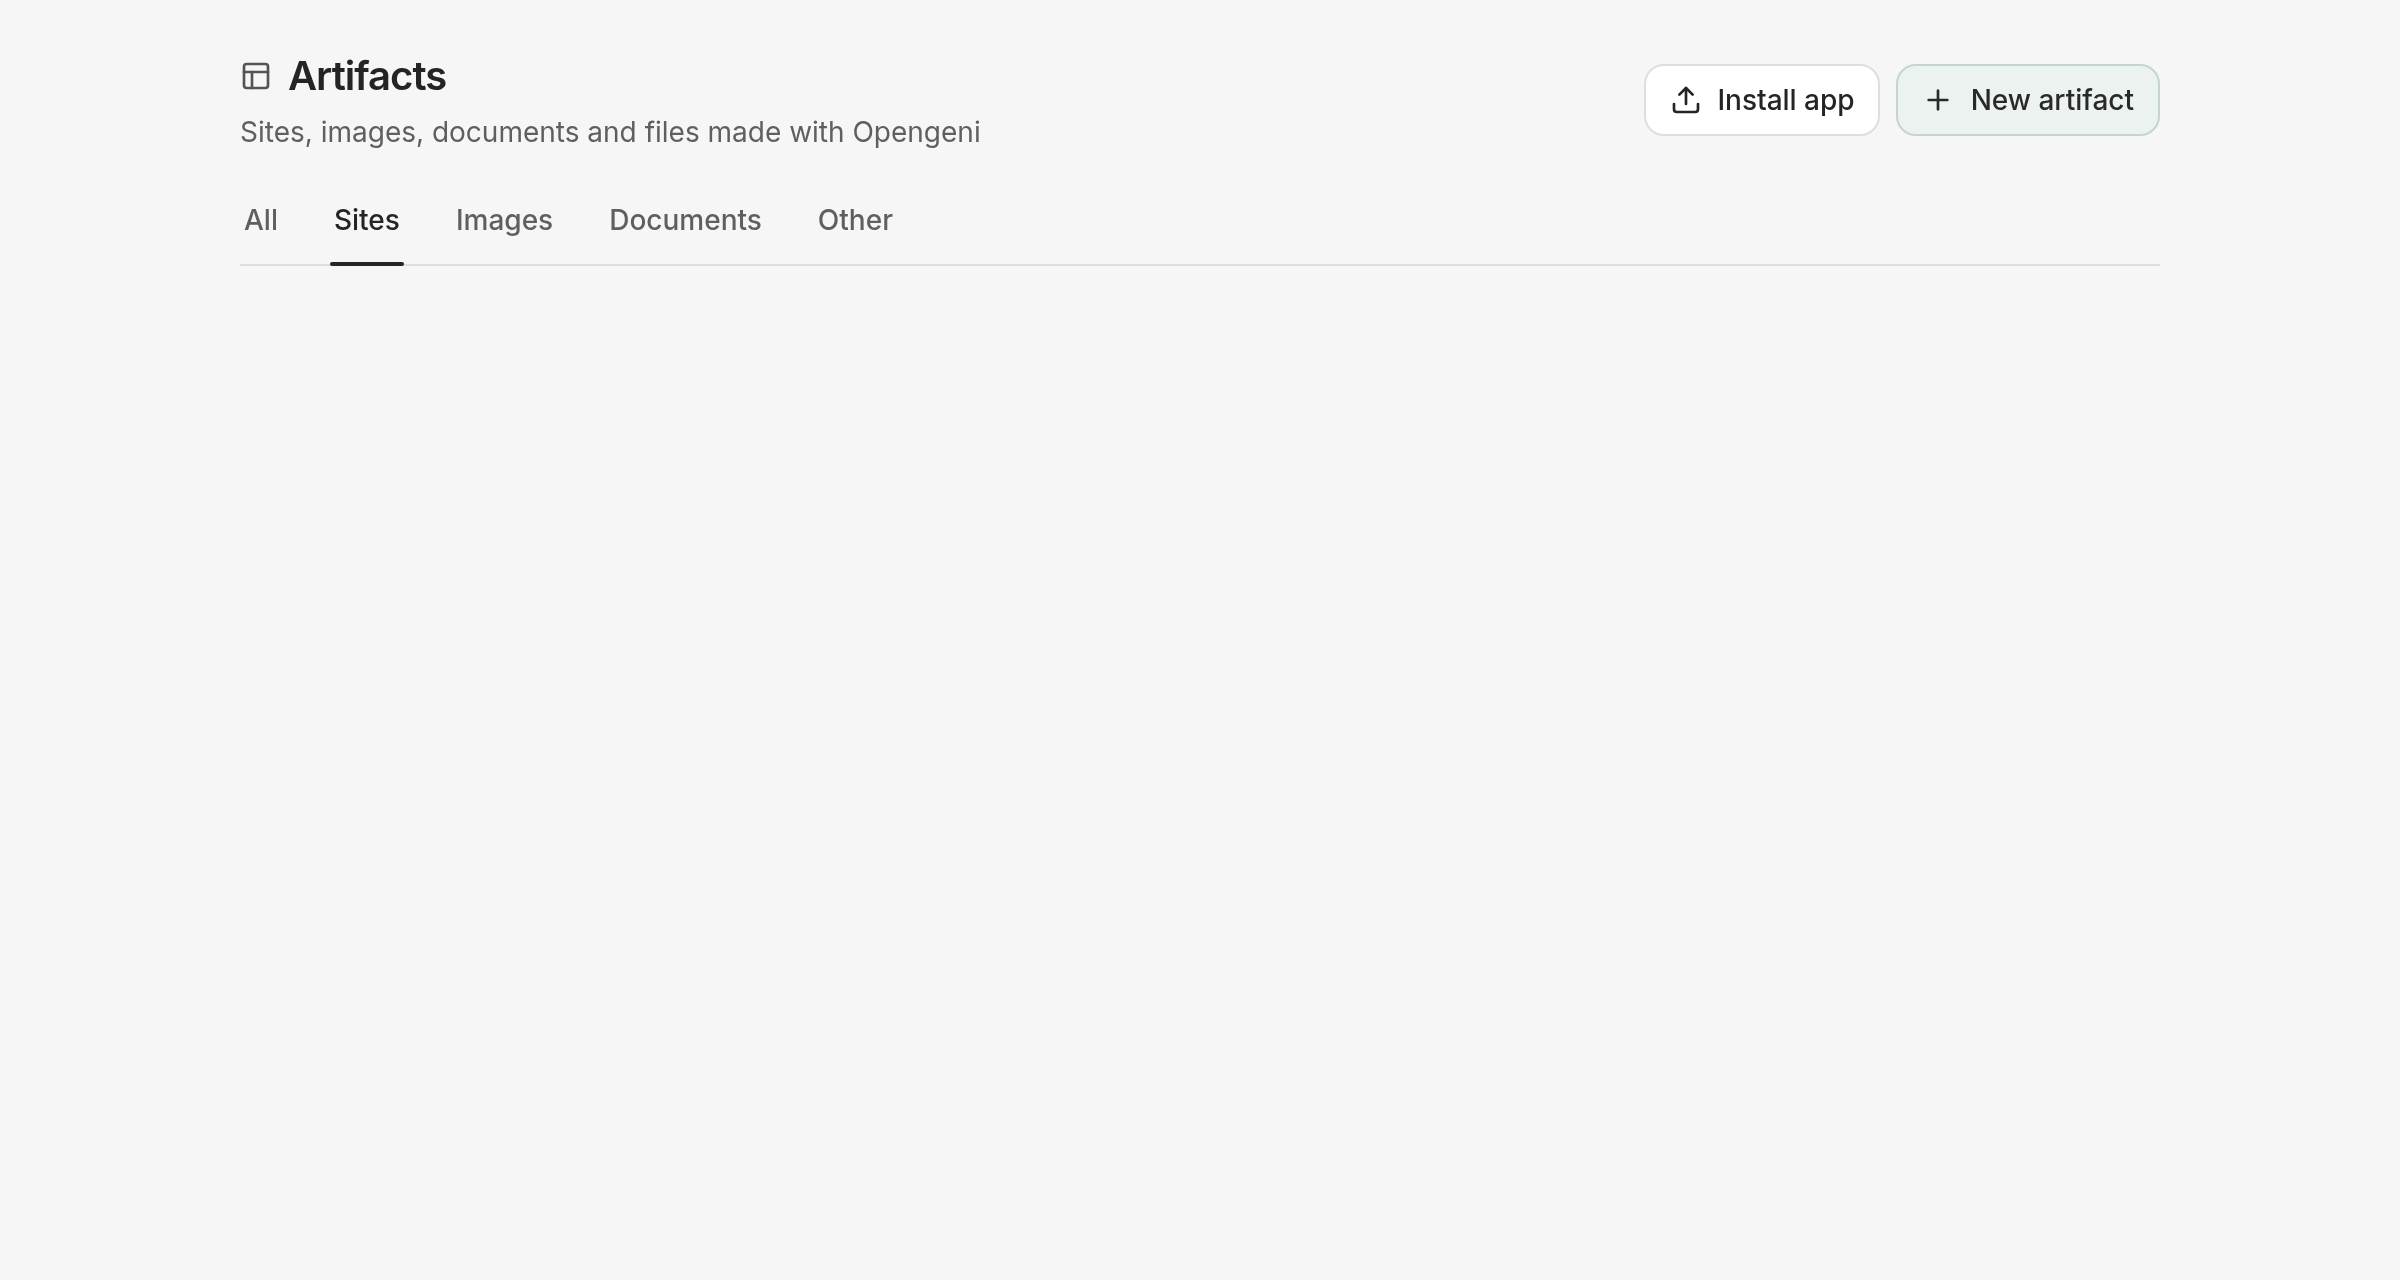 Artifacts
Sites, images, documents and files made with Opengeni
Install app
New artifact
All Sites Images Documents Other